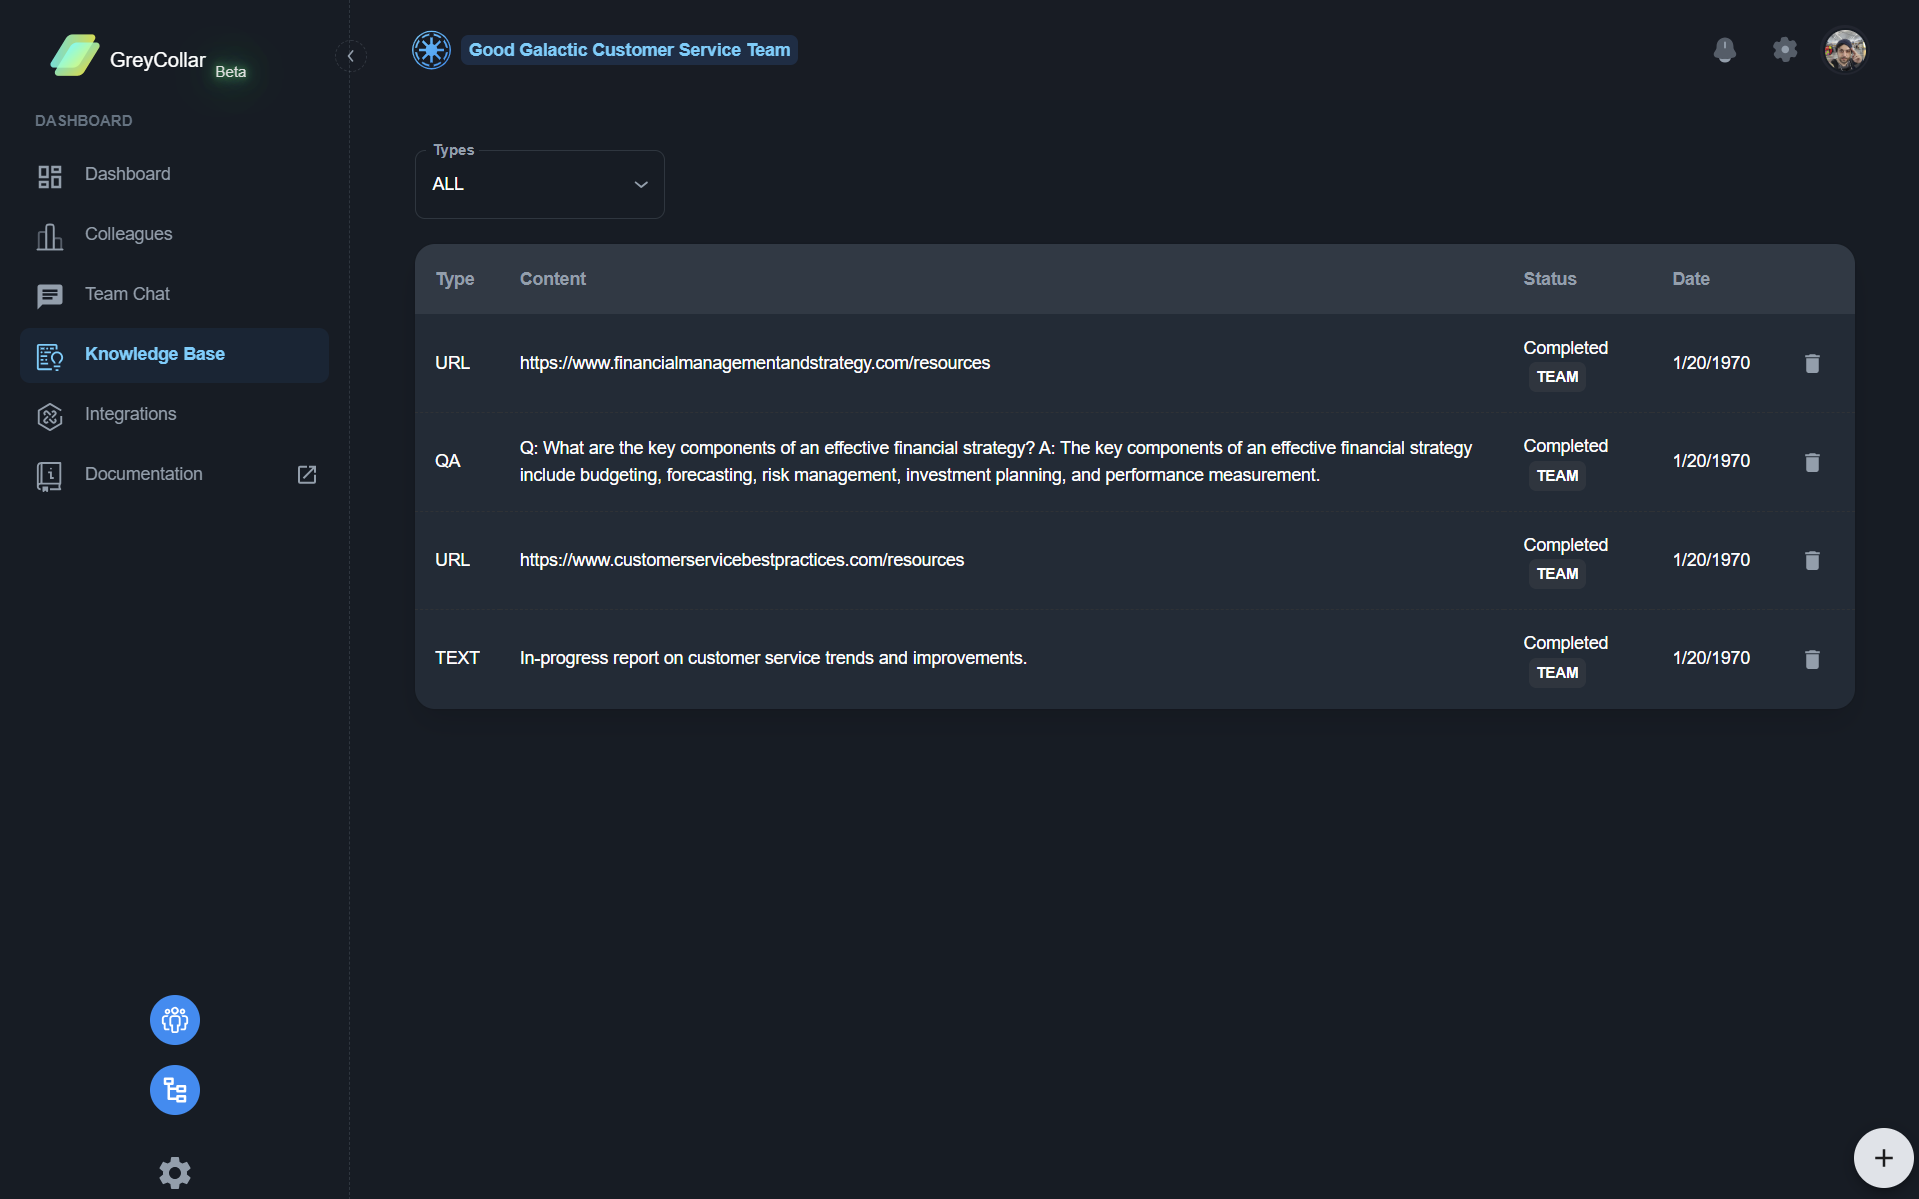 GreyCollar
Beta
Good Galactic Customer Service Team
DASHBOARD
Dashboard
Colleagues
Team Chat
Knowledge Base
Integrations
Documentation
Types
ALL
Type Content Status Date
URL https://www.financialmanagementandstrategy.com/resources Completed TEAM 1/20/1970
QA Q: What are the key components of an effective financial strategy? A: The key components of an effective financial strategy
include budgeting, forecasting, risk management, investment planning, and performance measurement. Completed TEAM 1/20/1970
URL https://www.customerservicebestpractices.com/resources Completed TEAM 1/20/1970
TEXT In-progress report on customer service trends and improvements. Completed TEAM 1/20/1970